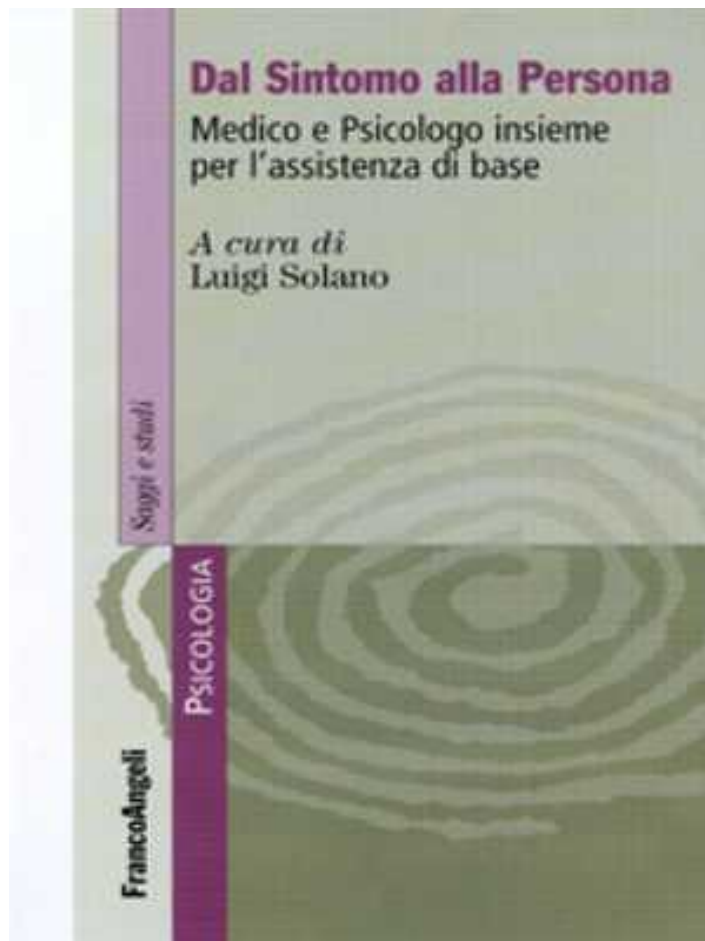 Dal Sintomo alla Persona
Medico e Psicologo insieme
per l'assistenza di base
A cura di
Luigi Solano
Saggi e studi
PSICOLOGIA
FrancoAngeli